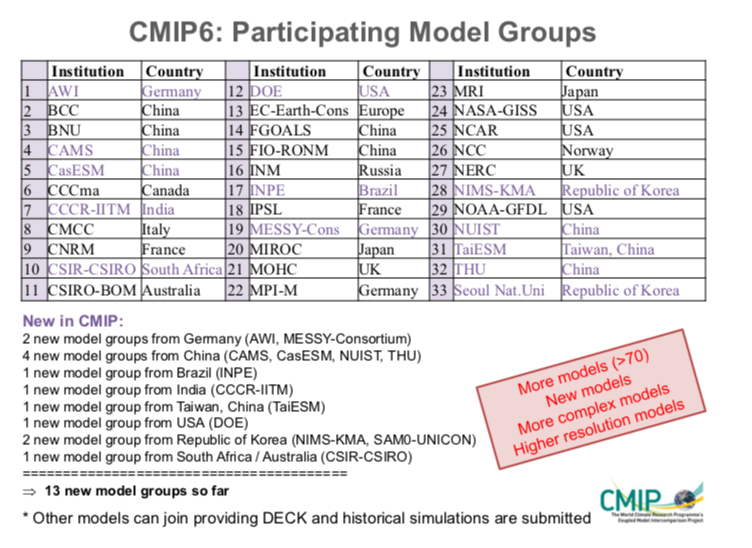 CMIP6: Participating Model Groups
Institution Country Institution Country Institution Country
1 AWI Germany 12 DOE USA 23 MRI Japan
2 BCC China 13 EC-Earth-Cons Europe 24 NASA-GISS USA
3 BNU China 14 FGOALS China 25 NCAR USA
4 CAMS China 15 FIO-RONM China 26 NCC Norway
5 CasESM China 16 INM Russia 27 NERC UK
6 CCCma Canada 17 INPE Brazil 28 NIMS-KMA Republic of Korea
7 CCCR-IITM India 18 IPSL France 29 NOAA-GFDL USA
8 CMCC Italy 19 MESSY-Cons Germany 30 NUIST China
9 CNRM France 20 MIROC Japan 31 TaiESM Taiwan, China
10 CSIR-CSIRO South Africa 21 MOHC UK 32 THU China
11 CSIRO-BOM Australia 22 MPI-M Germany 33 Seoul Nat.Uni Republic of Korea
New in CMIP:
2 new model groups from Germany (AWI, MESSY-Consortium)
4 new model groups from China (CAMS, CasESM, NUIST, THU)
1 new model group from Brazil (INPE)
1 new model group from India (CCCR-IITM)
1 new model group from Taiwan, China (TaiESM)
1 new model group from USA (DOE)
2 new model group from Republic of Korea (NIMS-KMA, SAM0-UNICON)
1 new model group from South Africa / Australia (CSIR-CSIRO)
========================================
⇒ 13 new model groups so far
* Other models can join providing DECK and historical simulations are submitted
More models (>70)
New models
More complex models
Higher resolution models
CMIP
The World Climate Research Programme's
Coupled Model Intercomparison Project